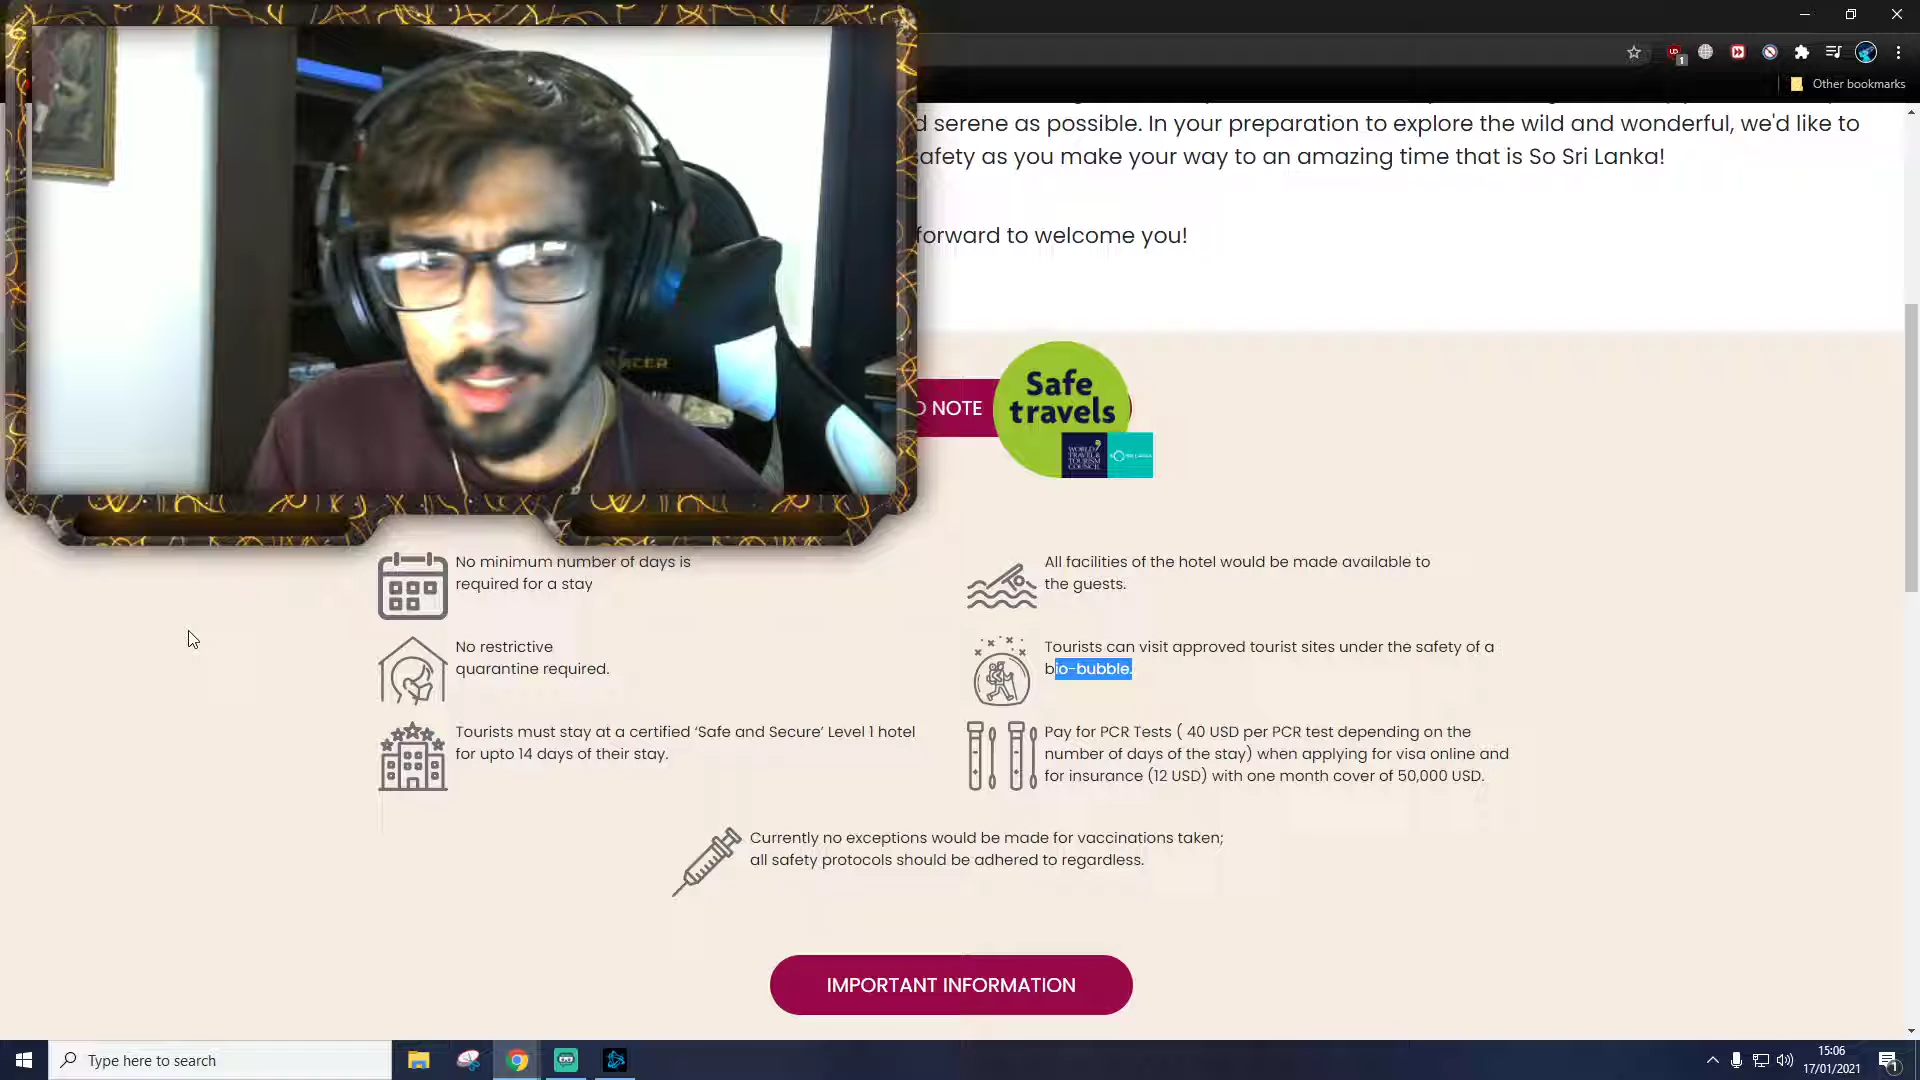 Other bookmarks
d serene as possible. In your preparation to explore the wild and wonderful, we'd like to
safety as you make your way to an amazing time that is So Sri Lanka!
forward to welcome you!
O NOTE
Safe
travels
WORLD
TRAVEL &
TOURISM
COUNCIL
No minimum number of days is
required for a stay
All facilities of the hotel would be made available to
the guests.
No restrictive
quarantine required.
Tourists can visit approved tourist sites under the safety of a
bio-bubble.
Tourists must stay at a certified ‘Safe and Secure’ Level 1 hotel
for upto 14 days of their stay.
Pay for PCR Tests ( 40 USD per PCR test depending on the
number of days of the stay) when applying for visa online and
for insurance (12 USD) with one month cover of 50,000 USD.
Currently no exceptions would be made for vaccinations taken;
all safety protocols should be adhered to regardless.
IMPORTANT INFORMATION
Type here to search
15:06
17/01/2021